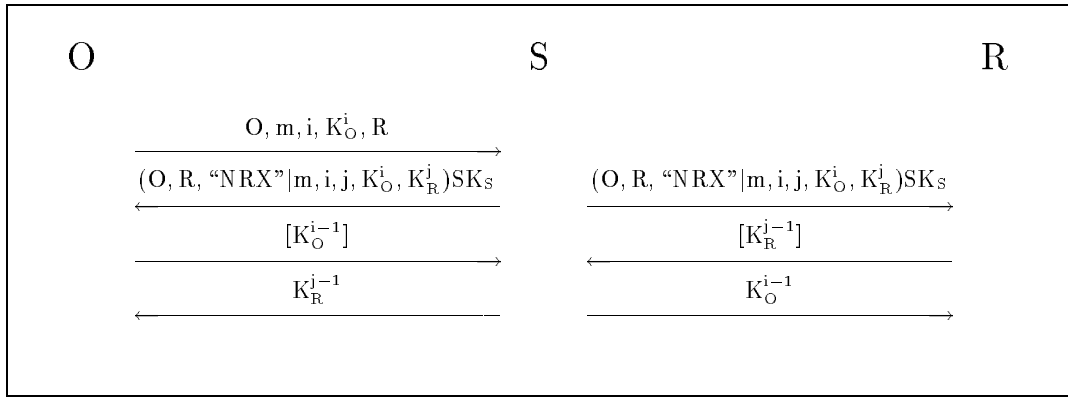 O S R
O, m, i, K_O^i, R
(O, R, “NRX”|m, i, j, K_O^i, K_R^j)SK_S (O, R, “NRX”|m, i, j, K_O^i, K_R^j)SK_S
[K_O^{i−1}] [K_R^{j−1}]
K_R^{j−1} K_O^{i−1}